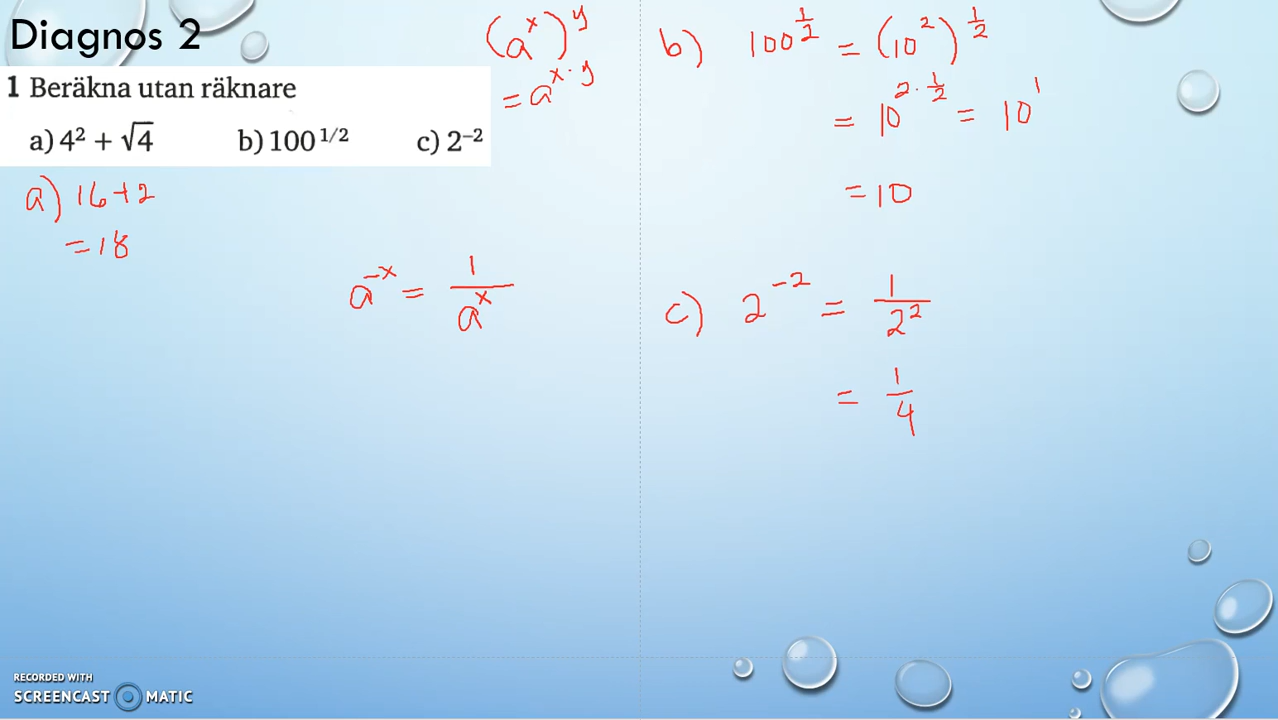 Diagnos 2
1 Beräkna utan räknare
a) 4² + √4 b) 100^1/2 c) 2⁻²
a) 16+2
= 18
(a^x)^y
= a^x·y
a^-x = 1/a^x
b) 100^1/2 = (10²)^1/2
= 10^2·1/2 = 10¹
= 10
c) 2^-2 = 1/2²
= 1/4
RECORDED WITH
SCREENCAST MATIC